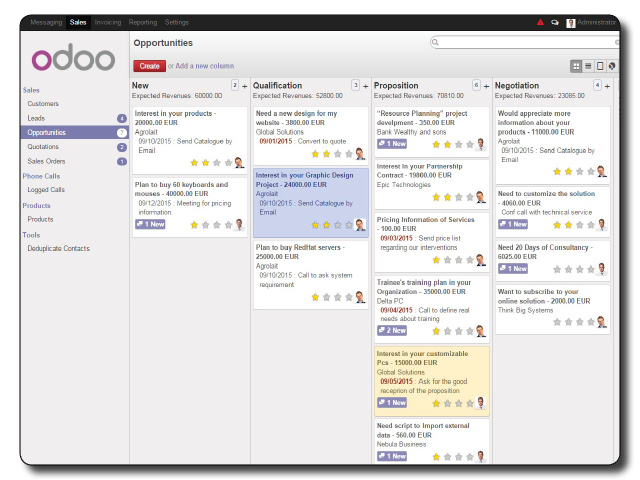 Messaging Sales Invoicing Reporting Settings
Administrator
odoo
Opportunities
Create or Add a new column
Sales
Customers
Leads 4
Opportunities 7
Quotations 2
Sales Orders 1
Phone Calls
Logged Calls
Products
Products
Tools
Deduplicate Contacts
New 2 +
Expected Revenues: 60000.00
Interest in your products -
20000.00 EUR
Agrolait
09/10/2015 : Send Catalogue by
Email
Plan to buy 60 keyboards and
mouses - 40000.00 EUR
09/12/2015 : Meeting for pricing
information.
1 New
Qualification 3 +
Expected Revenues: 52800.00
Need a new design for my
website - 3800.00 EUR
Global Solutions
09/01/2015 : Convert to quote
Interest in your Graphic Design
Project - 24000.00 EUR
Agrolait
09/10/2015 : Send Catalogue by
Email
Plan to buy RedHat servers -
25000.00 EUR
Agrolait
09/10/2015 : Call to ask system
requirement
Proposition 6 +
Expected Revenues: 70810.00
"Resource Planning" project
develpment - 350.00 EUR
Bank Wealthy and sons
2 New
Interest in your Partnership
Contract - 19800.00 EUR
Epic Technologies
Pricing Information of Services
- 100.00 EUR
09/03/2015 : Send price list
regarding our interventions
Trainee's training plan in your
Organization - 35000.00 EUR
Delta PC
09/04/2015 : Call to define real
needs about training
2 New
Interest in your customizable
Pcs - 15000.00 EUR
Global Solutions
09/05/2015 : Ask for the good
receprion of the proposition
1 New
Need script to Import external
data - 560.00 EUR
Nebula Business
1 New
Negotiation 4 +
Expected Revenues: 23085.00
Would appreciate more
information about your
products - 11000.00 EUR
Agrolait
09/10/2015 : Send Catalogue by
Email
Need to customize the solution
- 4060.00 EUR
Conf call with technical service
1 New
Need 20 Days of Consultancy -
6025.00 EUR
1 New
Want to subscribe to your
online solution - 2000.00 EUR
Think Big Systems